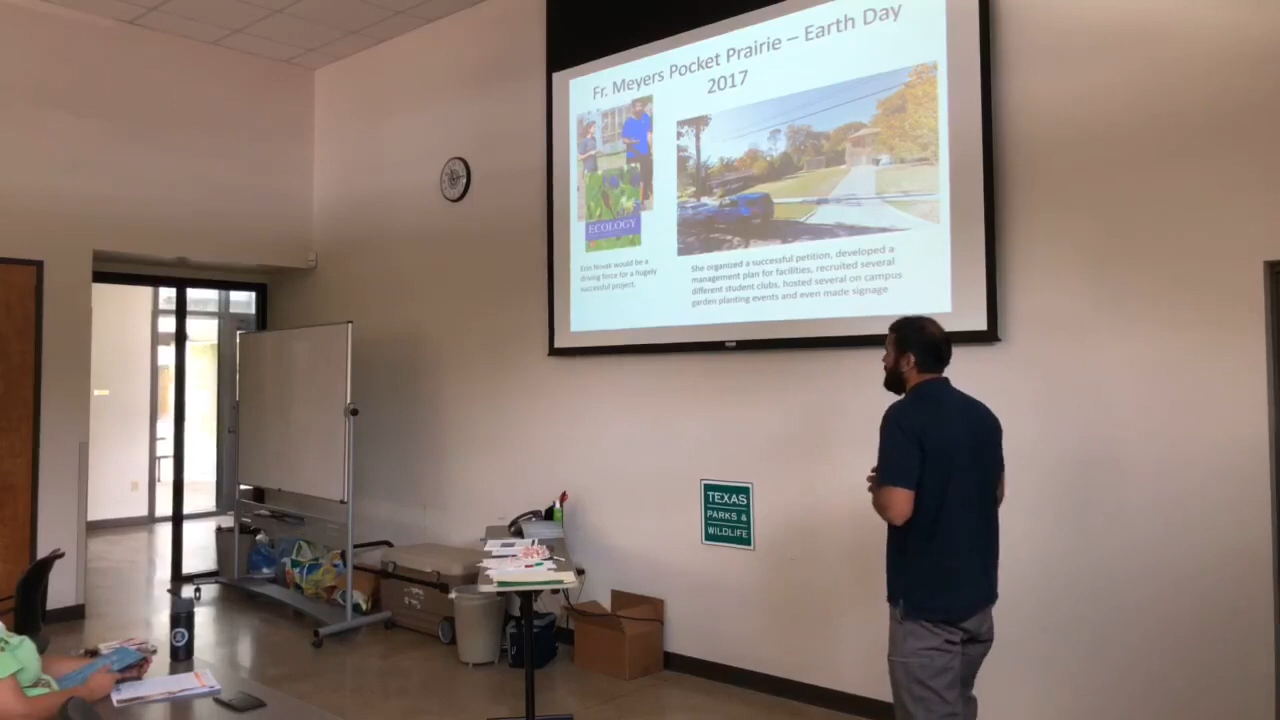 Fr. Meyers Pocket Prairie – Earth Day
2017
ECOLOGY
Erin Novak would be a
driving force for a hugely
successful project.
She organized a successful petition, developed a
management plan for facilities, recruited several
different student clubs, hosted several on campus
garden planting events and even made signage
TEXAS
PARKS &
WILDLIFE